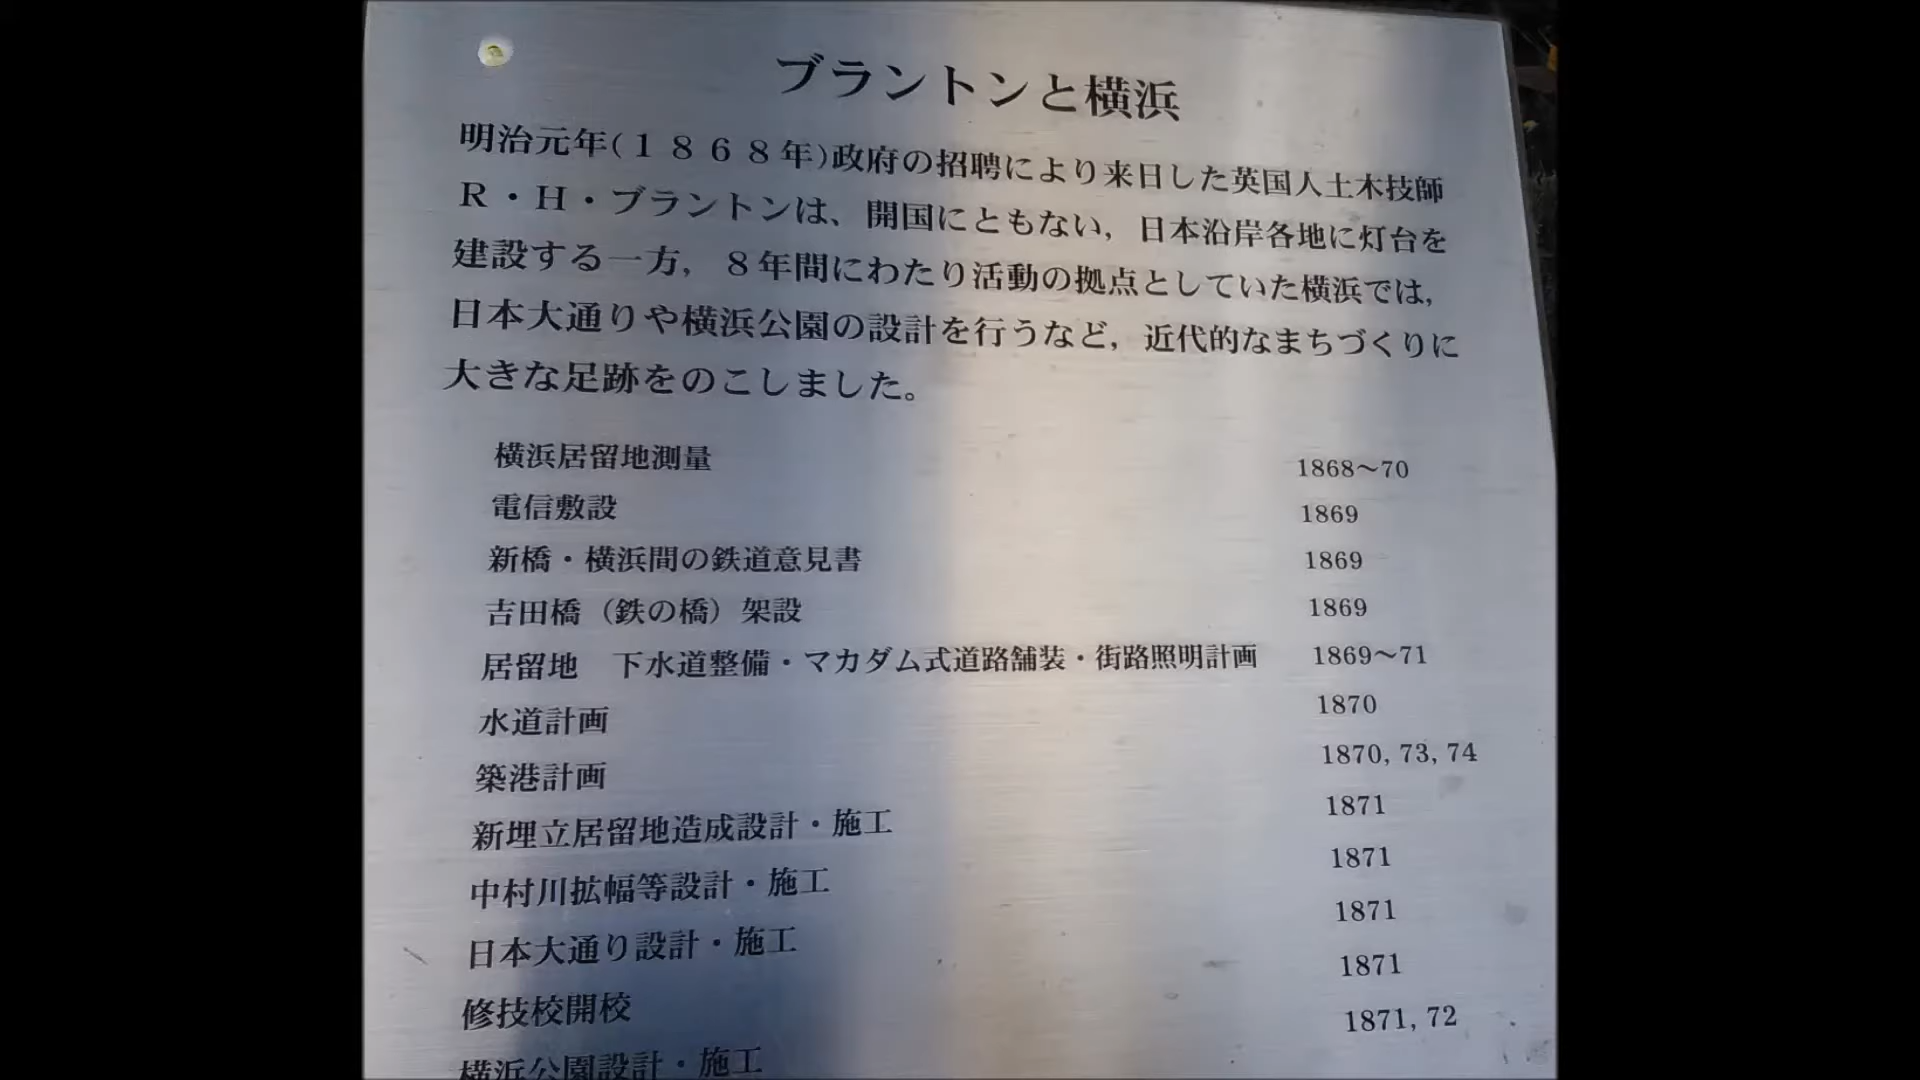 ブラントンと横浜
明治元年(１８６８年)政府の招聘により来日した英国人土木技師
Ｒ・Ｈ・ブラントンは、開国にともない，日本沿岸各地に灯台を
建設する一方，８年間にわたり活動の拠点としていた横浜では，
日本大通りや横浜公園の設計を行うなど，近代的なまちづくりに
大きな足跡をのこしました。
横浜居留地測量 1868～70
電信敷設 1869
新橋・横浜間の鉄道意見書 1869
吉田橋（鉄の橋）架設 1869
居留地　下水道整備・マカダム式道路舗装・街路照明計画 1869～71
水道計画 1870
築港計画 1870, 73, 74
新埋立居留地造成設計・施工 1871
中村川拡幅等設計・施工 1871
日本大通り設計・施工 1871
修技校開校 1871
横浜公園設計・施工 1871, 72